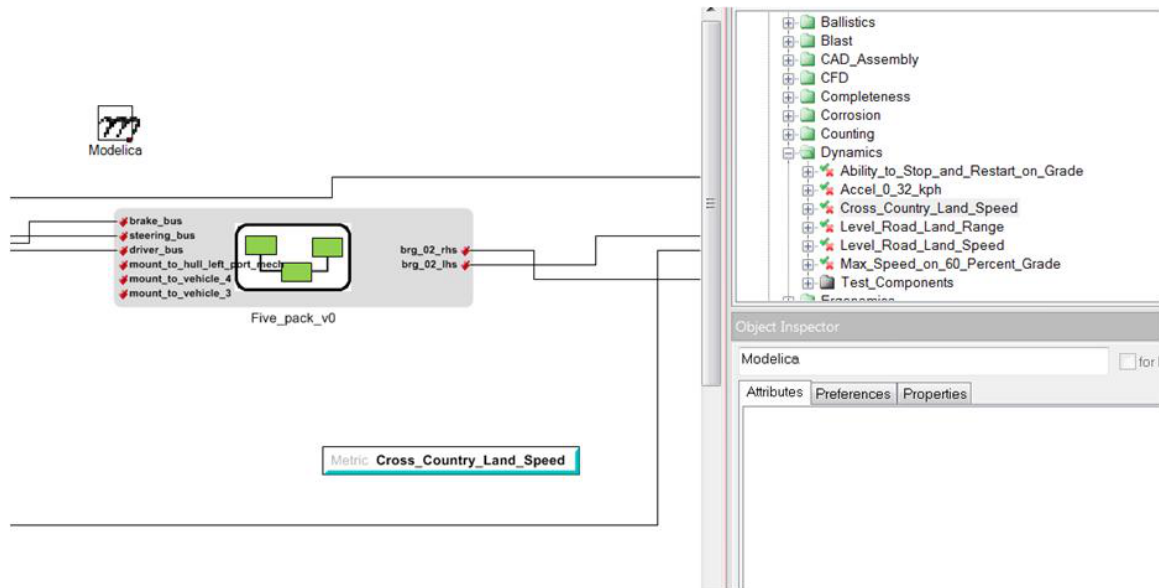 Modelica
brake_bus
steering_bus
driver_bus
mount_to_hull_left_port_mech
mount_to_vehicle_4
mount_to_vehicle_3
brg_02_rhs
brg_02_lhs
Five_pack_v0
Metric Cross_Country_Land_Speed
Ballistics
Blast
CAD_Assembly
CFD
Completeness
Corrosion
Counting
Dynamics
Ability_to_Stop_and_Restart_on_Grade
Accel_0_32_kph
Cross_Country_Land_Speed
Level_Road_Land_Range
Level_Road_Land_Speed
Max_Speed_on_60_Percent_Grade
Test_Components
Object Inspector
Modelica
for
Attributes Preferences Properties